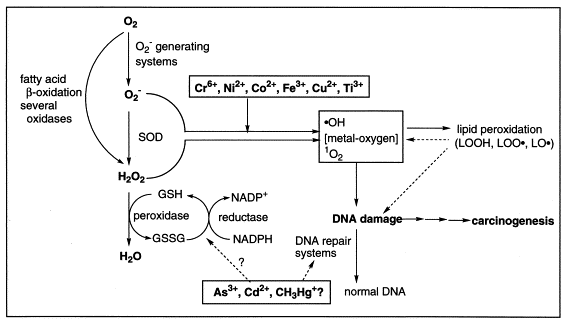 O₂
O₂⁻ generating
systems
fatty acid
β-oxidation
several
oxidases
O₂⁻
Cr⁶⁺, Ni²⁺, Co²⁺, Fe³⁺, Cu²⁺, Ti³⁺
SOD
•OH
[metal-oxygen]
¹O₂
lipid peroxidation
(LOOH, LOO•, LO•)
H₂O₂
GSH
NADP⁺
peroxidase
reductase
GSSG
NADPH
H₂O
DNA damage
carcinogenesis
DNA repair
systems
?
As³⁺, Cd²⁺, CH₃Hg⁺?
normal DNA